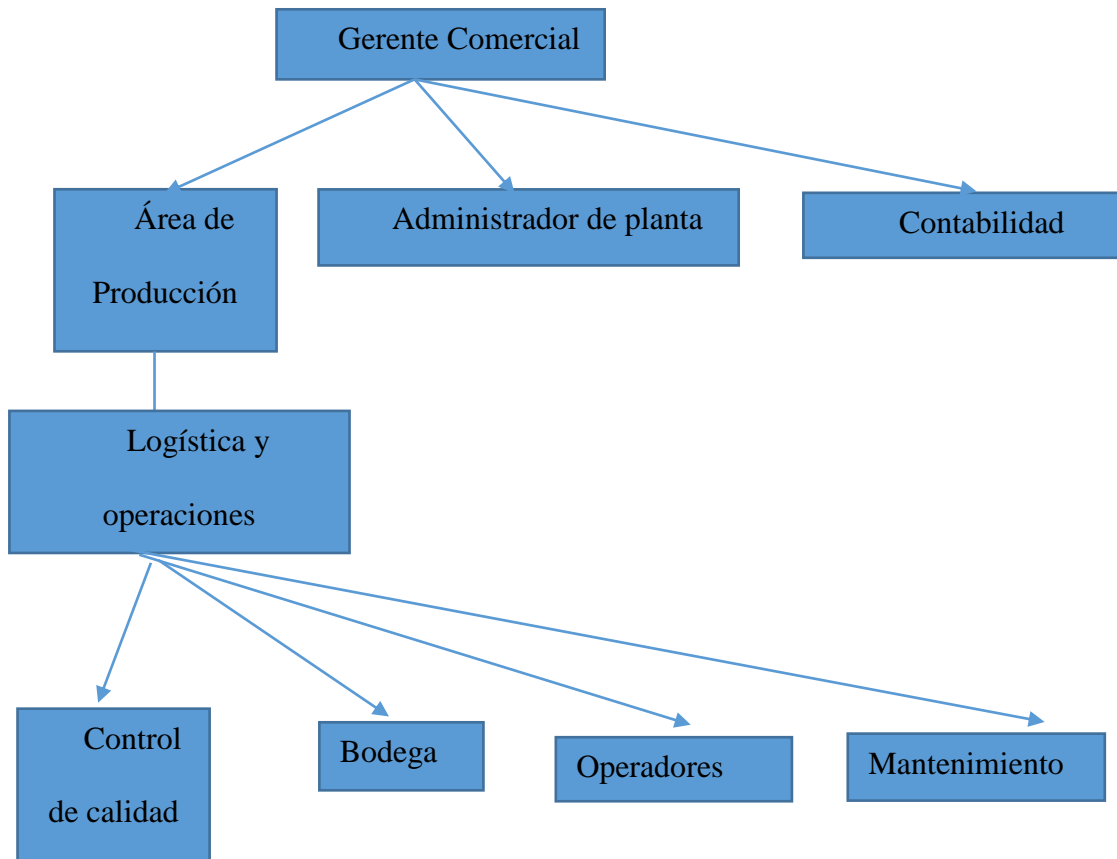 Gerente Comercial
Área de
Producción
Administrador de planta
Contabilidad
Logística y
operaciones
Control
de calidad
Bodega
Operadores
Mantenimiento